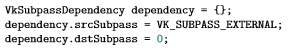 VkSubpassDependency dependency = {};
dependency.srcSubpass = VK_SUBPASS_EXTERNAL;
dependency.dstSubpass = 0;